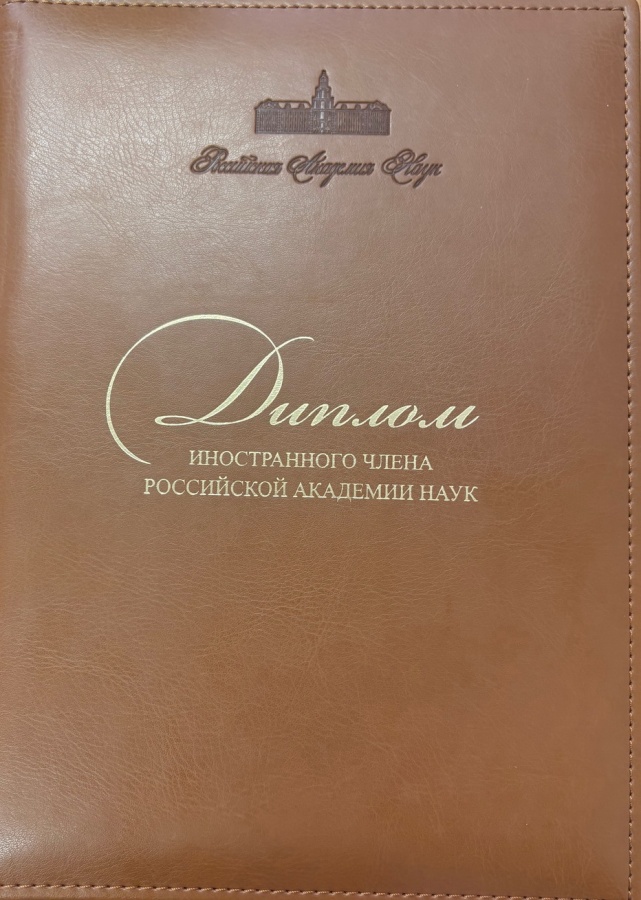 Российская Академия Наук
Диплом
ИНОСТРАННОГО ЧЛЕНА
РОССИЙСКОЙ АКАДЕМИИ НАУК